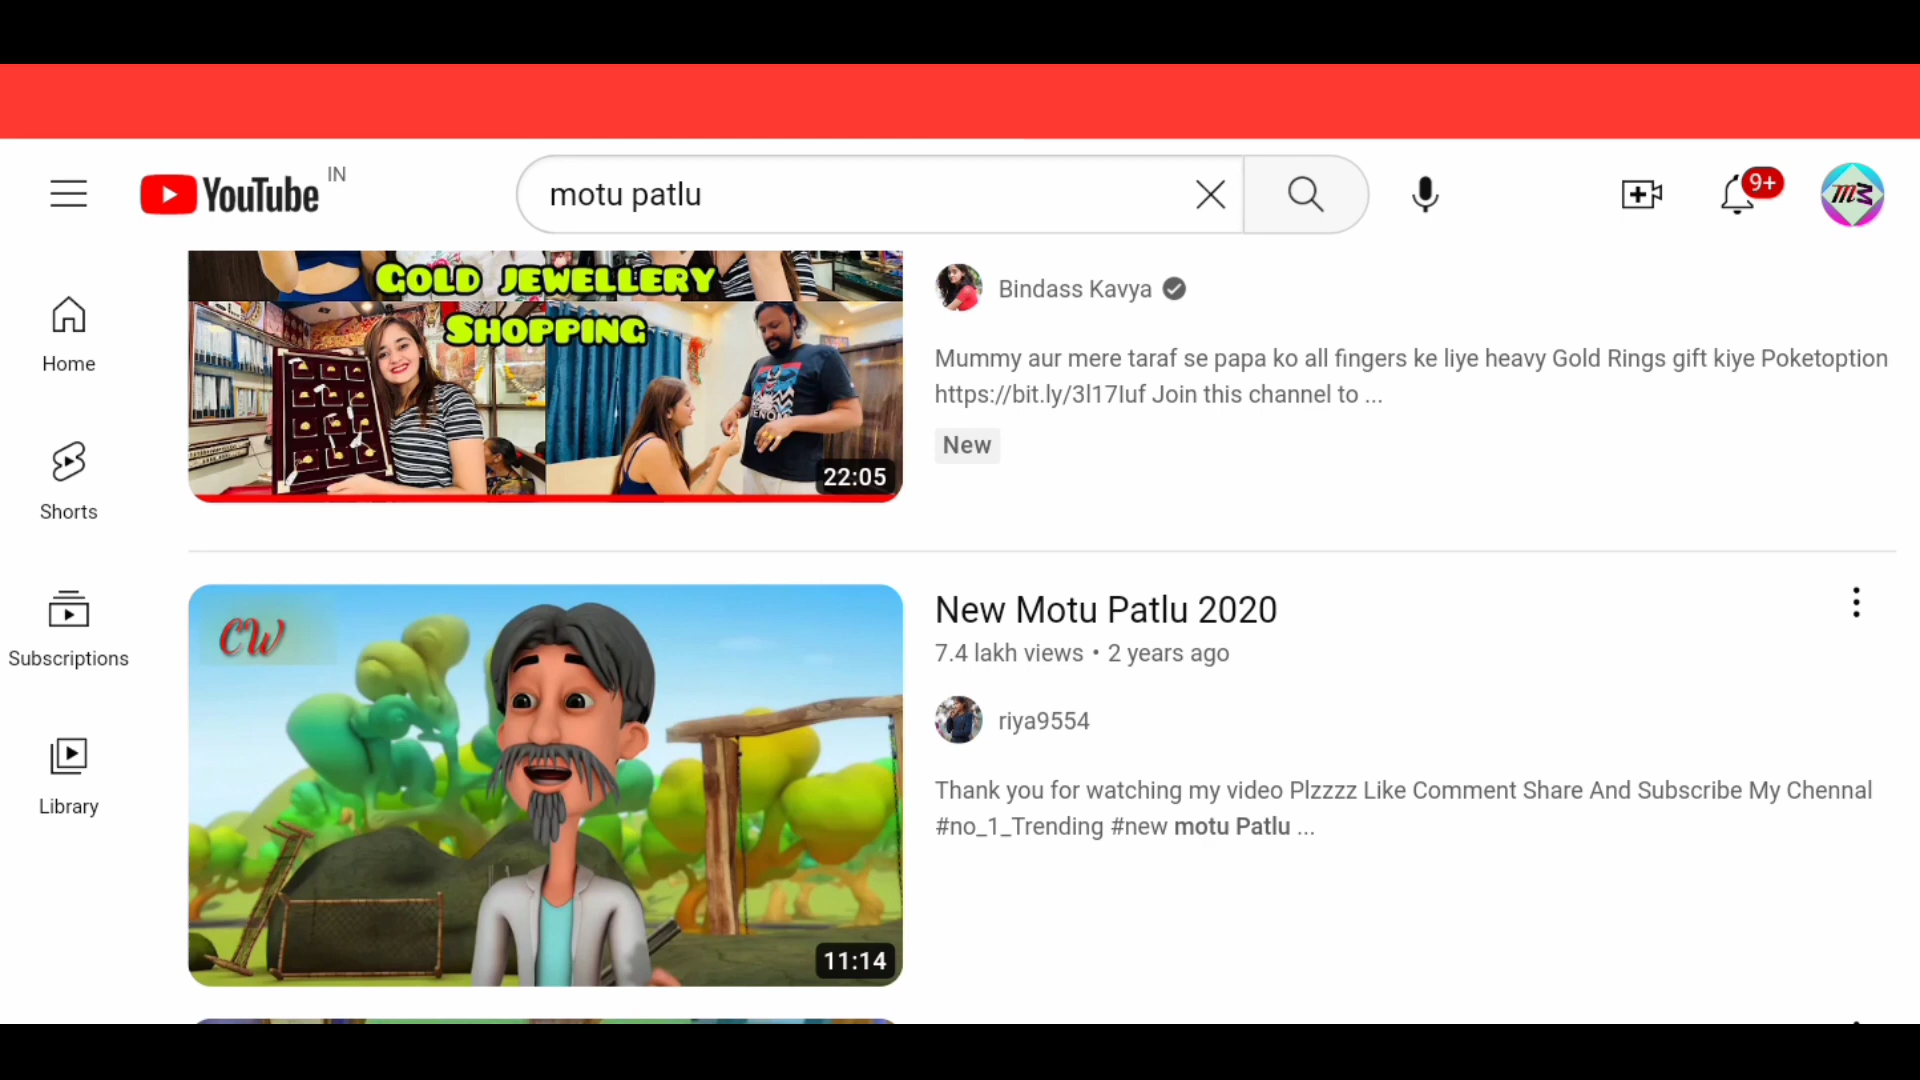 YouTube IN
motu patlu
9+
Home
Shorts
Subscriptions
Library
GOLD JEWELLERY
SHOPPING
22:05
Bindass Kavya
Mummy aur mere taraf se papa ko all fingers ke liye heavy Gold Rings gift kiye Poketoption
https://bit.ly/3l17Iuf Join this channel to ...
New
CW
11:14
New Motu Patlu 2020
7.4 lakh views • 2 years ago
riya9554
Thank you for watching my video Plzzzz Like Comment Share And Subscribe My Chennal
#no_1_Trending #new motu Patlu ...